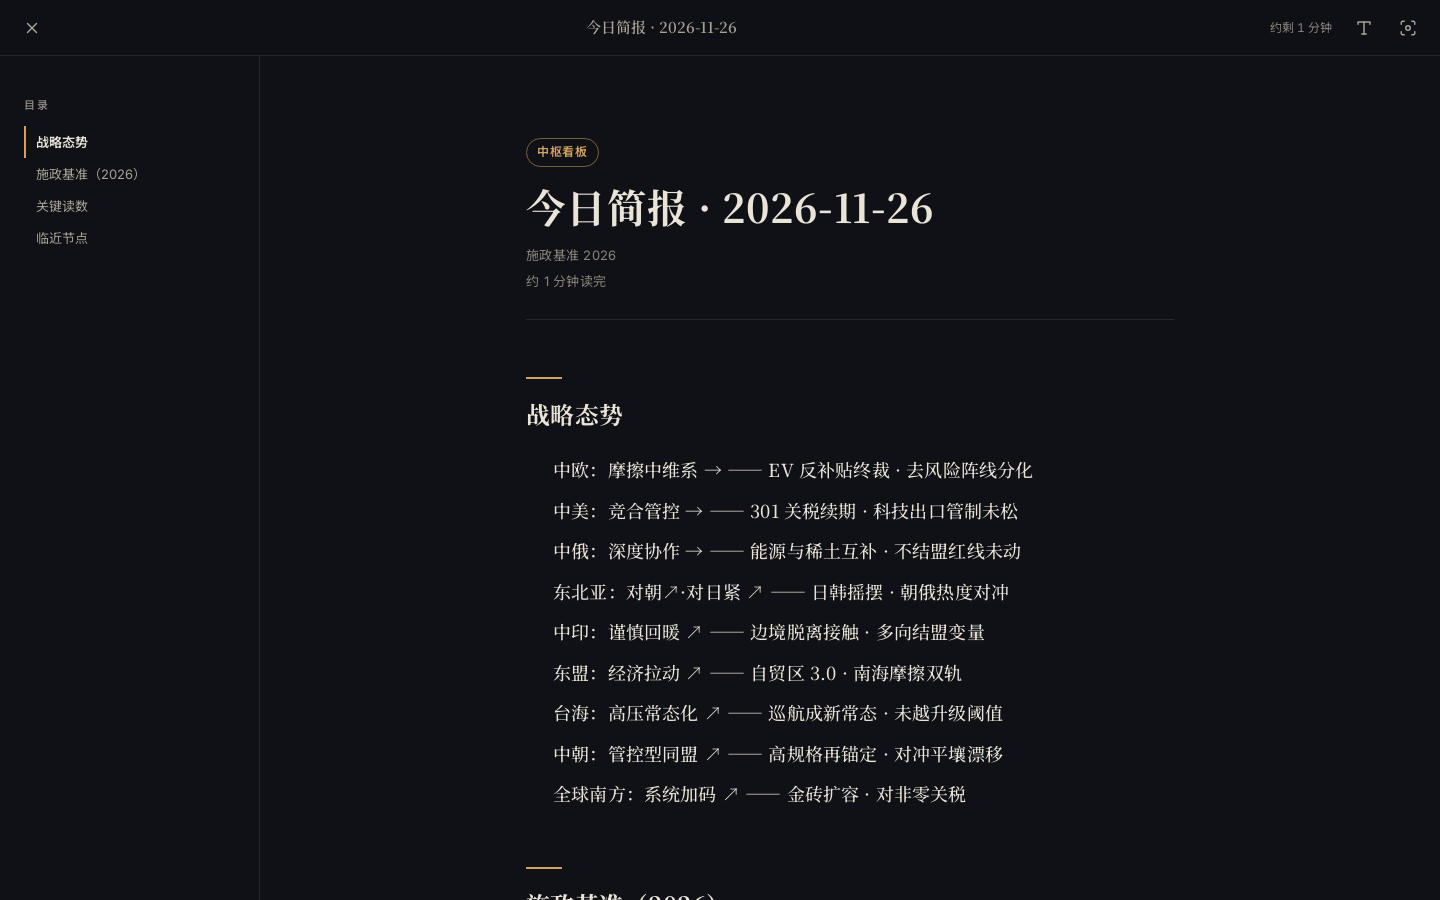 今日简报 · 2026-11-26
约剩 1 分钟
目录
战略态势
施政基准（2026）
关键读数
临近节点
中枢看板
今日简报 · 2026-11-26
施政基准 2026
约 1 分钟读完
战略态势
中欧：摩擦中维系 → —— EV 反补贴终裁 · 去风险阵线分化
中美：竞合管控 → —— 301 关税续期 · 科技出口管制未松
中俄：深度协作 → —— 能源与稀土互补 · 不结盟红线未动
东北亚：对朝↗·对日紧 ↗ —— 日韩摇摆 · 朝俄热度对冲
中印：谨慎回暖 ↗ —— 边境脱离接触 · 多向结盟变量
东盟：经济拉动 ↗ —— 自贸区 3.0 · 南海摩擦双轨
台海：高压常态化 ↗ —— 巡航成新常态 · 未越升级阈值
中朝：管控型同盟 ↗ —— 高规格再锚定 · 对冲平壤漂移
全球南方：系统加码 ↗ —— 金砖扩容 · 对非零关税
施政基准（2026）